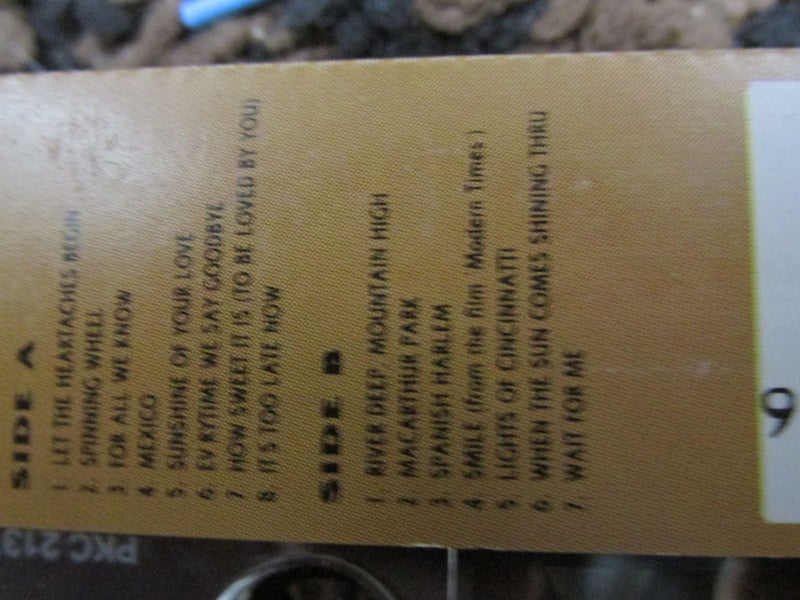 SIDE A
1 LET THE HEARTACHES BEGIN
2. SPINNING WHEEL
3 FOR ALL WE KNOW
4 MEXICO
5. SUNSHINE OF YOUR LOVE
6 EV'RYTIME WE SAY GOODBYE
7. HOW SWEET IT IS (TO BE LOVED BY YOU)
8. IT'S TOO LATE NOW
SIDE B
1 RIVER DEEP MOUNTAIN HIGH
2 MACARTHUR PARK
3 SPANISH HARLEM
4 SMILE (from the film Modern Times)
5 LIGHTS OF CINCINNATTI
6 WHEN THE SUN COMES SHINING THRU
7. WAIT FOR ME
9
PKC 213